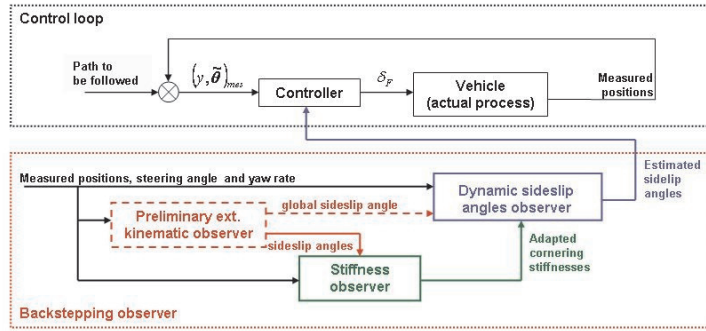 Control loop
Path to
be followed
(y, θ̃)mes
Controller
δF
Vehicle
(actual process)
Measured
positions
Measured positions, steering angle and yaw rate
Estimated
sidelip
angles
global sideslip angle
Dynamic sideslip
angles observer
Preliminary ext.
kinematic observer
sideslip angles
Adapted
cornering
stiffnesses
Stiffness
observer
Backstepping observer